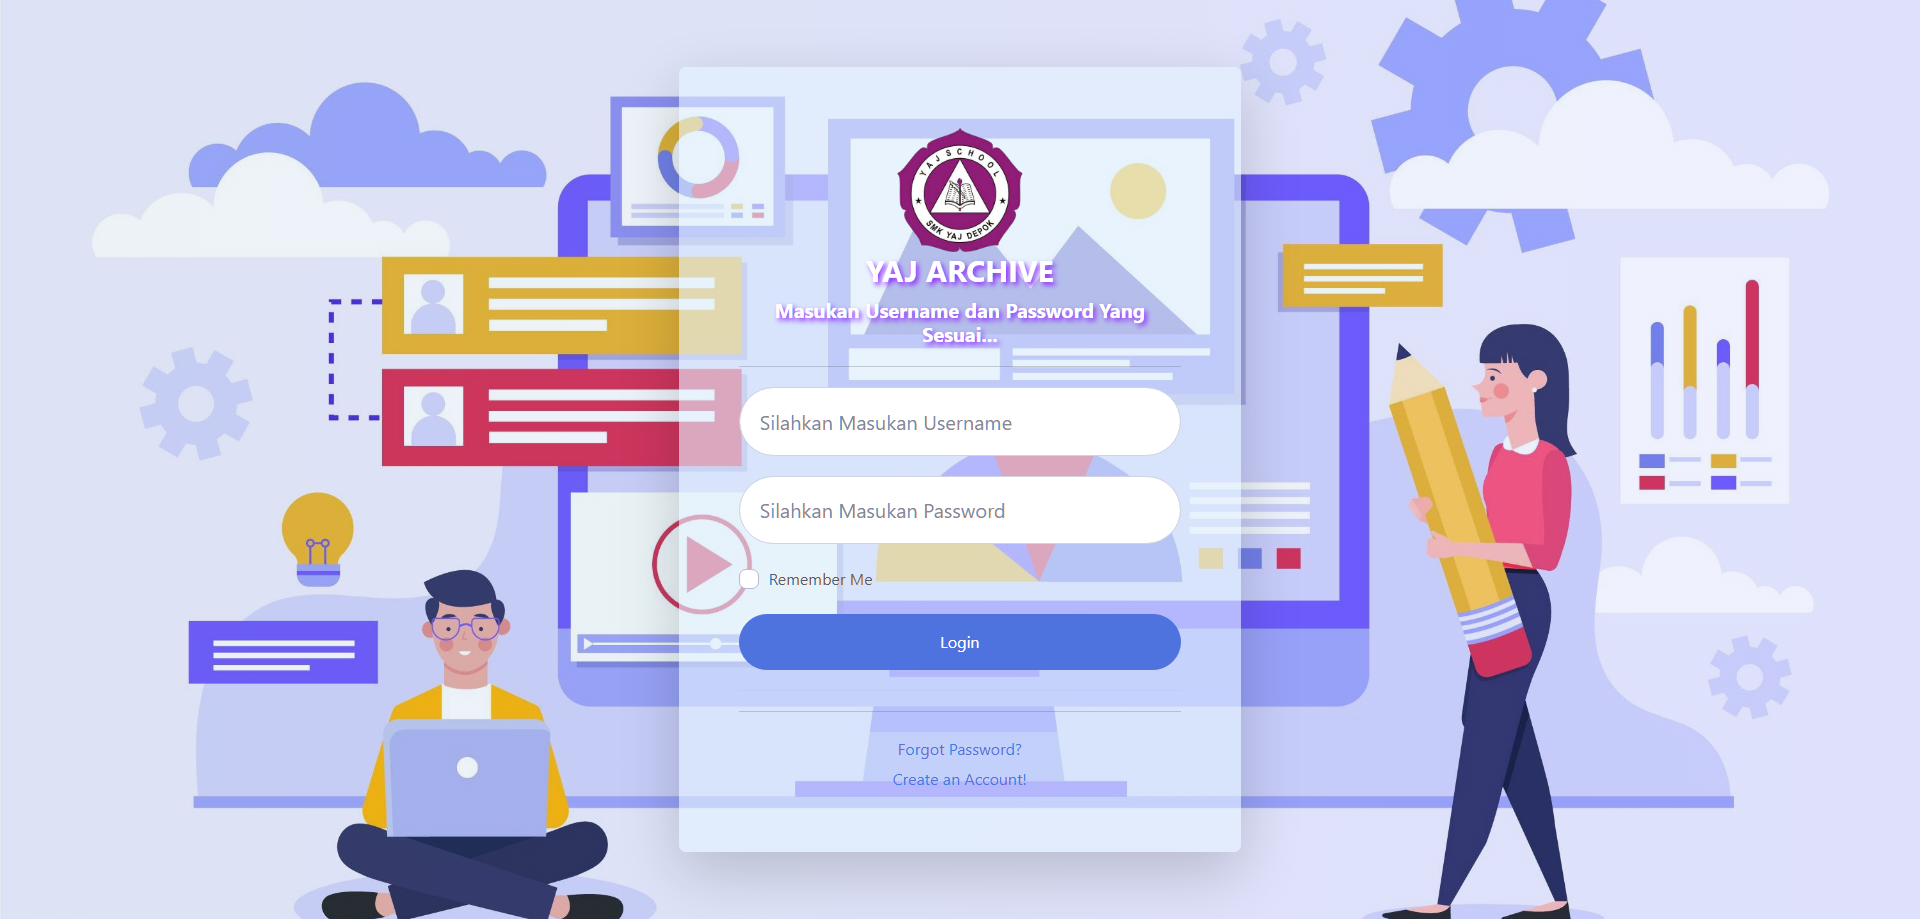 YAJ SCHOOL
SMK YAJ DEPOK
YAJ ARCHIVE
Masukan Username dan Password Yang
Sesuai...
Silahkan Masukan Username
Silahkan Masukan Password
Remember Me
Login
Forgot Password?
Create an Account!